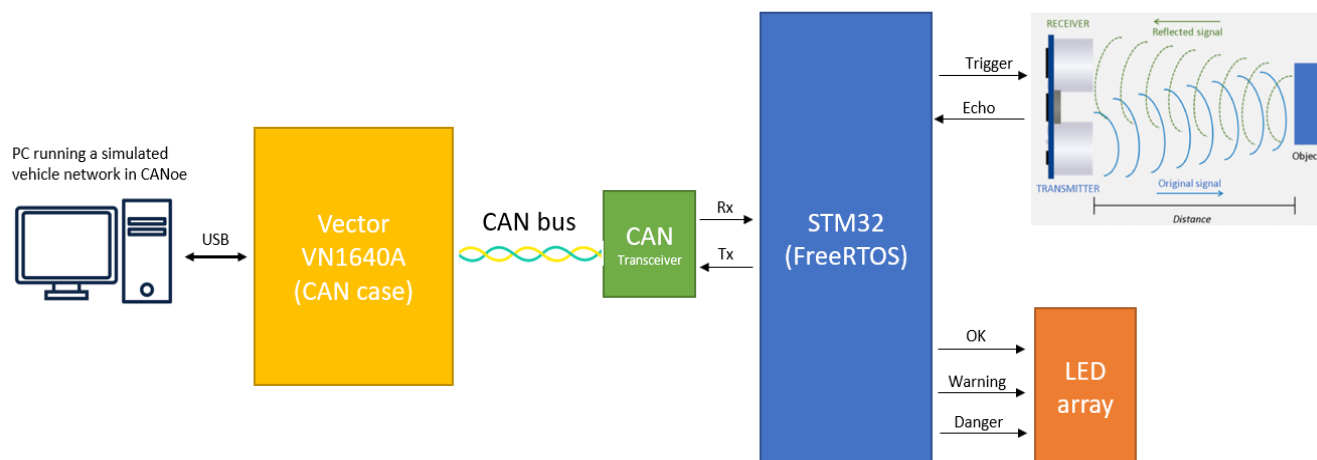 PC running a simulated
vehicle network in CANoe
USB
Vector
VN1640A
(CAN case)
CAN bus
CAN
Transceiver
Rx
Tx
STM32
(FreeRTOS)
Trigger
Echo
RECEIVER
Reflected signal
TRANSMITTER
Original signal
Distance
Object
OK
Warning
Danger
LED
array